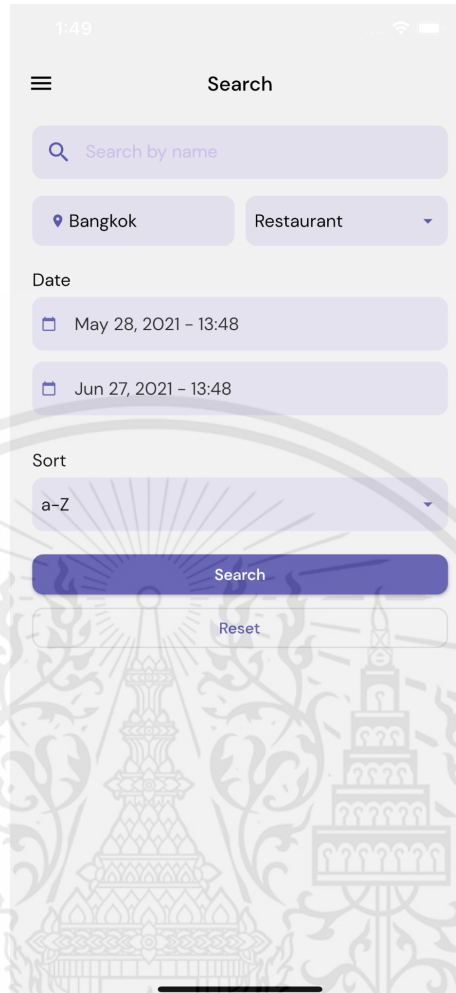 1:49
Search
Search by name
Bangkok Restaurant
Date
May 28, 2021 - 13:48
Jun 27, 2021 - 13:48
Sort
a-Z
Search
Reset